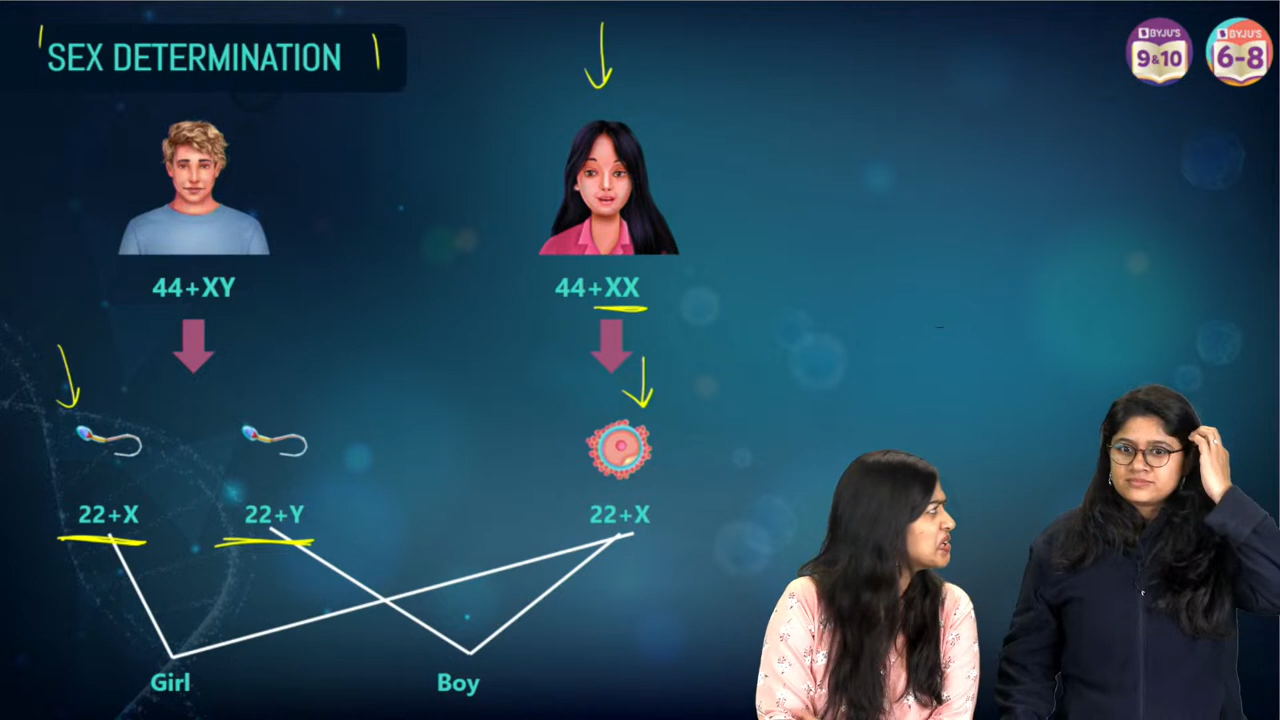 SEX DETERMINATION
BYJU'S
9&10
BYJU'S
6-8
44+XY
44+XX
22+X
22+Y
22+X
Girl
Boy